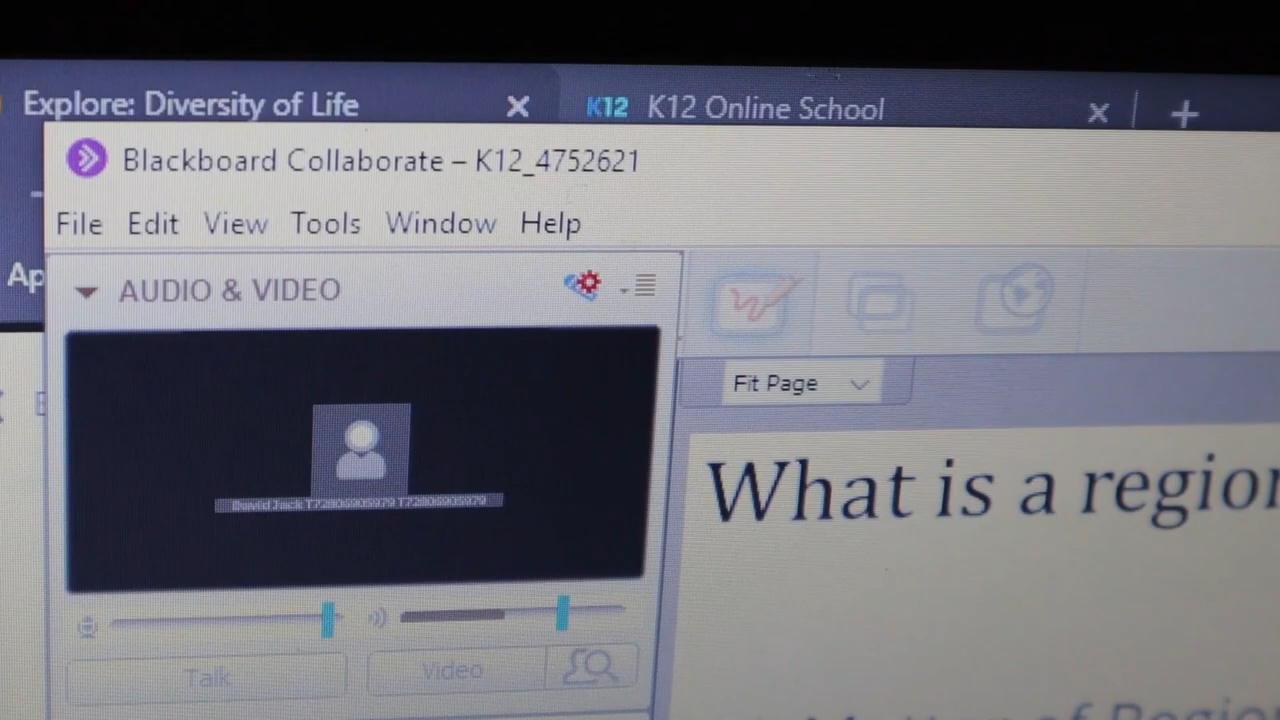 Explore: Diversity of Life
K12 K12 Online School
Blackboard Collaborate – K12_4752621
File Edit View Tools Window Help
Ap
AUDIO & VIDEO
Fit Page
What is a region
Talk
Video